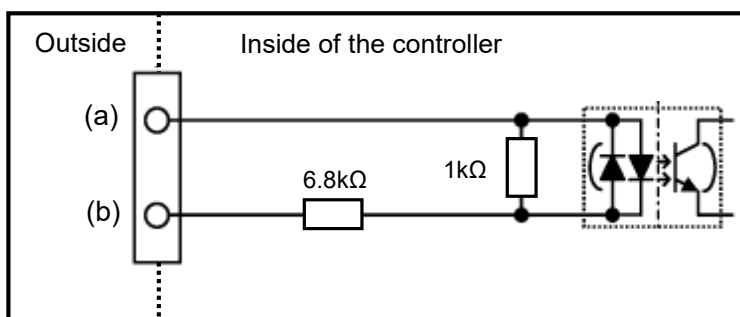 Outside
Inside of the controller
(a)
6.8kΩ
1kΩ
(b)